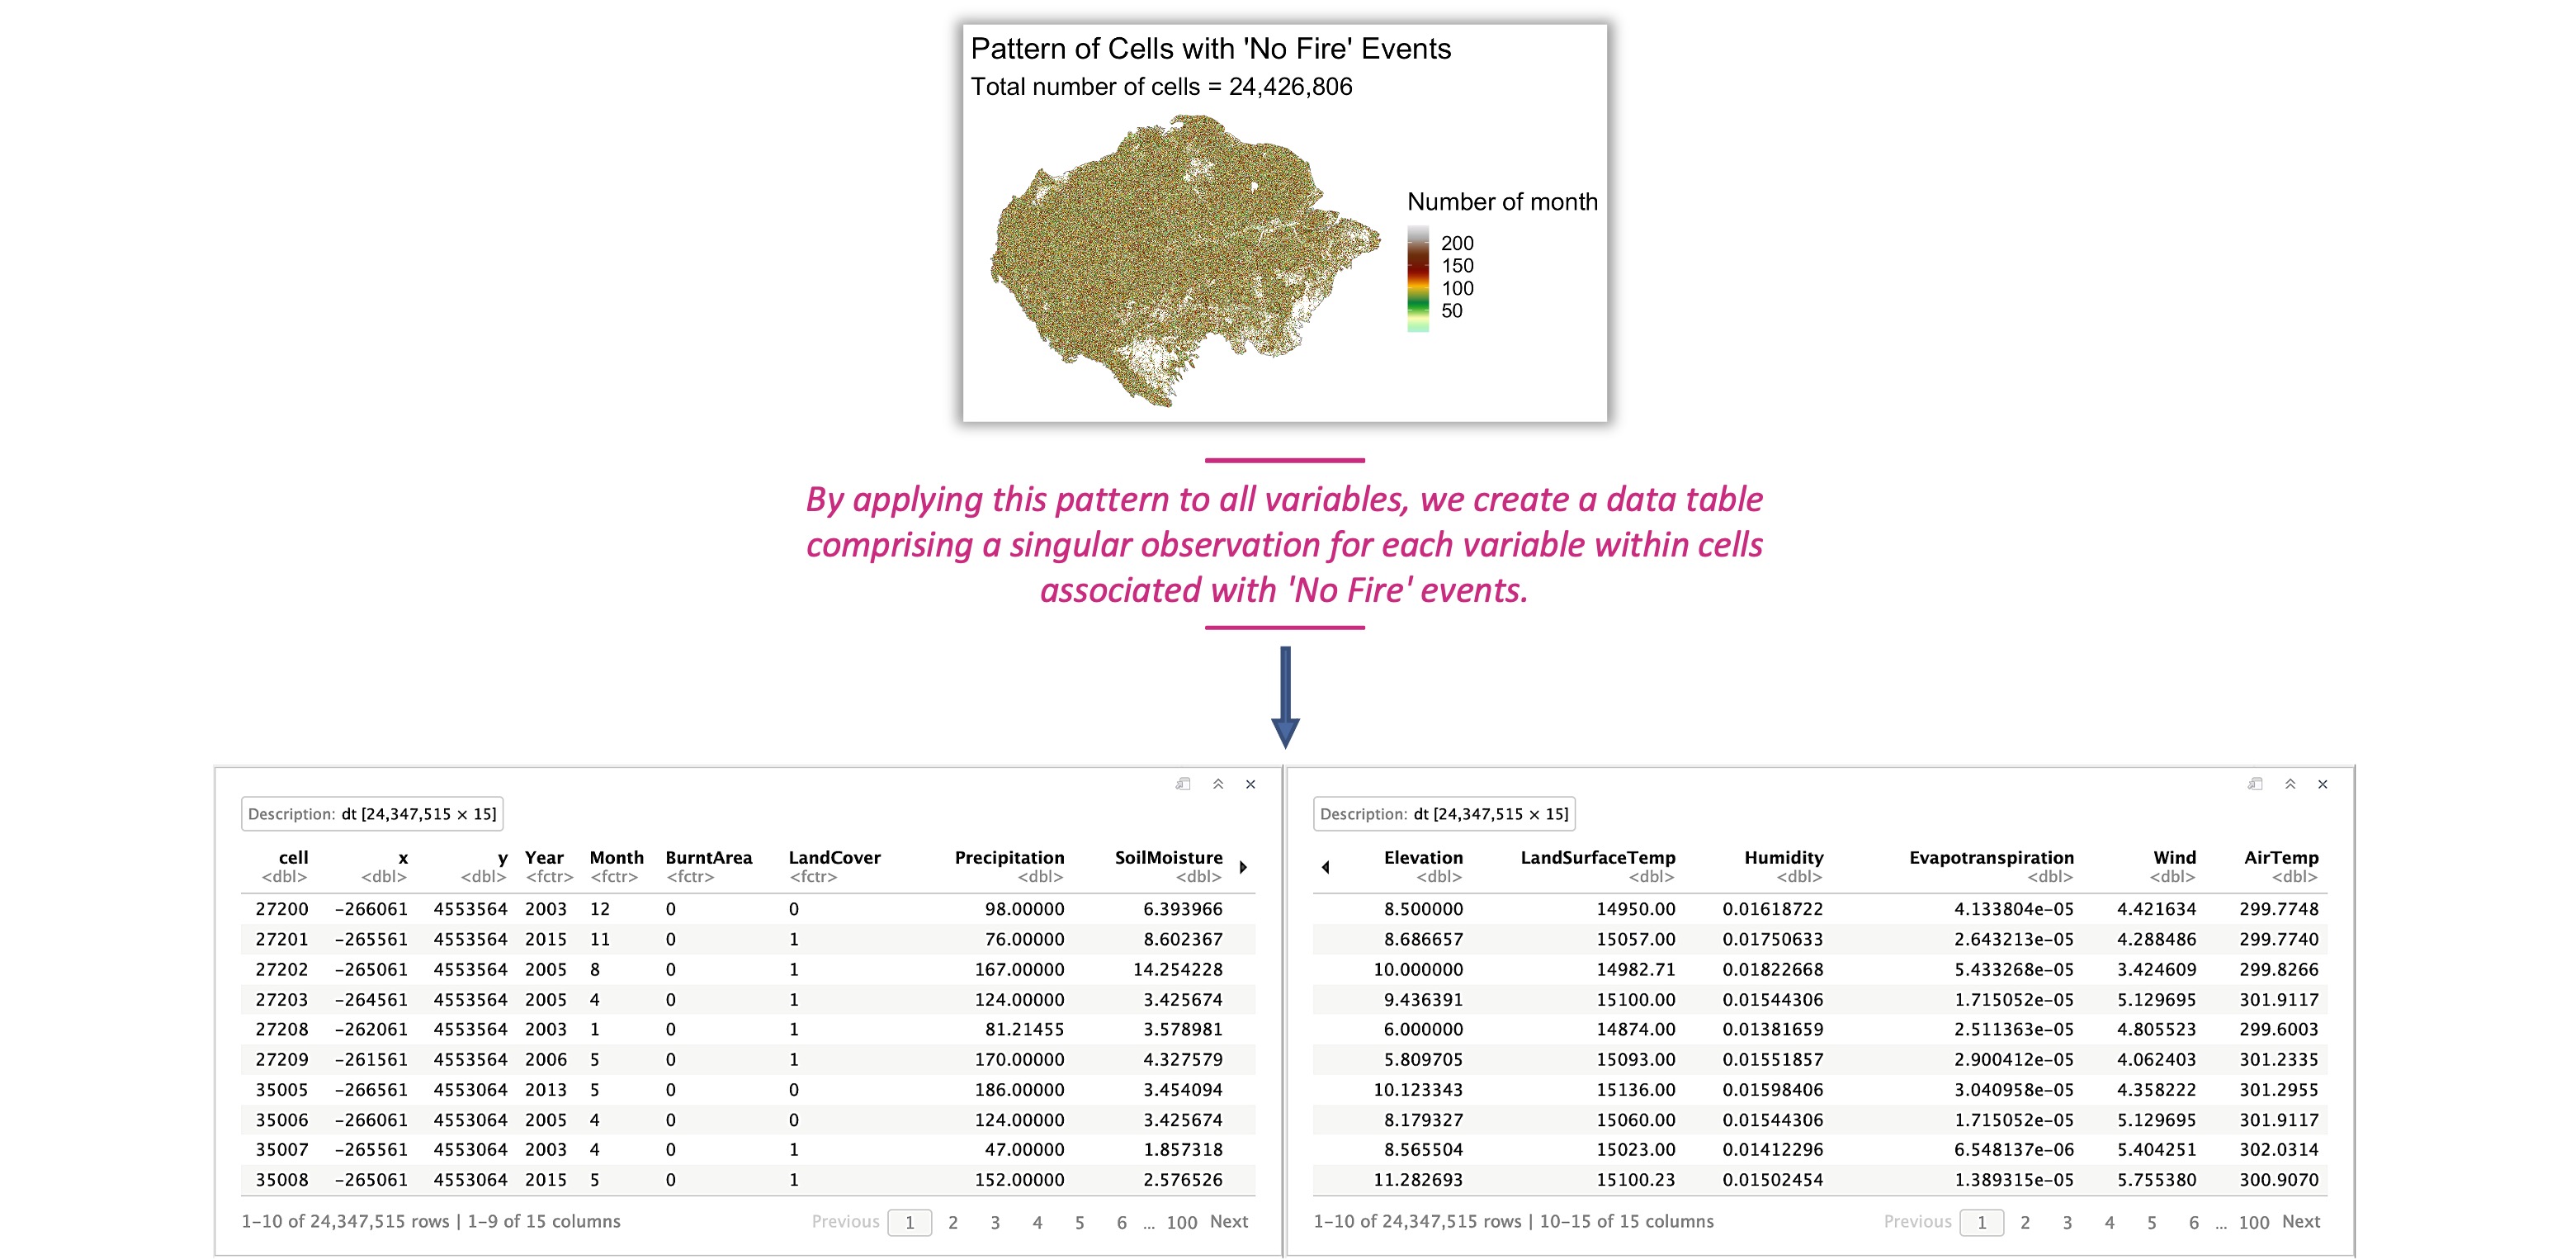 Pattern of Cells with 'No Fire' Events
Total number of cells = 24,426,806
Number of month
200
150
100
50
By applying this pattern to all variables, we create a data table
comprising a singular observation for each variable within cells
associated with 'No Fire' events.
Description: dt [24,347,515 × 15]
cell x y Year Month BurntArea LandCover Precipitation SoilMoisture
<dbl> <dbl> <dbl> <fctr> <fctr> <fctr> <fctr> <dbl> <dbl>
27200 −266061 4553564 2003 12 0 0 98.00000 6.393966
27201 −265561 4553564 2015 11 0 1 76.00000 8.602367
27202 −265061 4553564 2005 8 0 1 167.00000 14.254228
27203 −264561 4553564 2005 4 0 1 124.00000 3.425674
27208 −262061 4553564 2003 1 0 1 81.21455 3.578981
27209 −261561 4553564 2006 5 0 1 170.00000 4.327579
35005 −266561 4553064 2013 5 0 0 186.00000 3.454094
35006 −266061 4553064 2005 4 0 0 124.00000 3.425674
35007 −265561 4553064 2003 4 0 1 47.00000 1.857318
35008 −265061 4553064 2015 5 0 1 152.00000 2.576526
1–10 of 24,347,515 rows | 1–9 of 15 columns Previous 1 2 3 4 5 6 ... 100 Next
Description: dt [24,347,515 × 15]
Elevation LandSurfaceTemp Humidity Evapotranspiration Wind AirTemp
<dbl> <dbl> <dbl> <dbl> <dbl> <dbl>
8.500000 14950.00 0.01618722 4.133804e−05 4.421634 299.7748
8.686657 15057.00 0.01750633 2.643213e−05 4.288486 299.7740
10.000000 14982.71 0.01822668 5.433268e−05 3.424609 299.8266
9.436391 15100.00 0.01544306 1.715052e−05 5.129695 301.9117
6.000000 14874.00 0.01381659 2.511363e−05 4.805523 299.6003
5.809705 15093.00 0.01551857 2.900412e−05 4.062403 301.2335
10.123343 15136.00 0.01598406 3.040958e−05 4.358222 301.2955
8.179327 15060.00 0.01544306 1.715052e−05 5.129695 301.9117
8.565504 15023.00 0.01412296 6.548137e−06 5.404251 302.0314
11.282693 15100.23 0.01502454 1.389315e−05 5.755380 300.9070
1–10 of 24,347,515 rows | 10–15 of 15 columns Previous 1 2 3 4 5 6 ... 100 Next